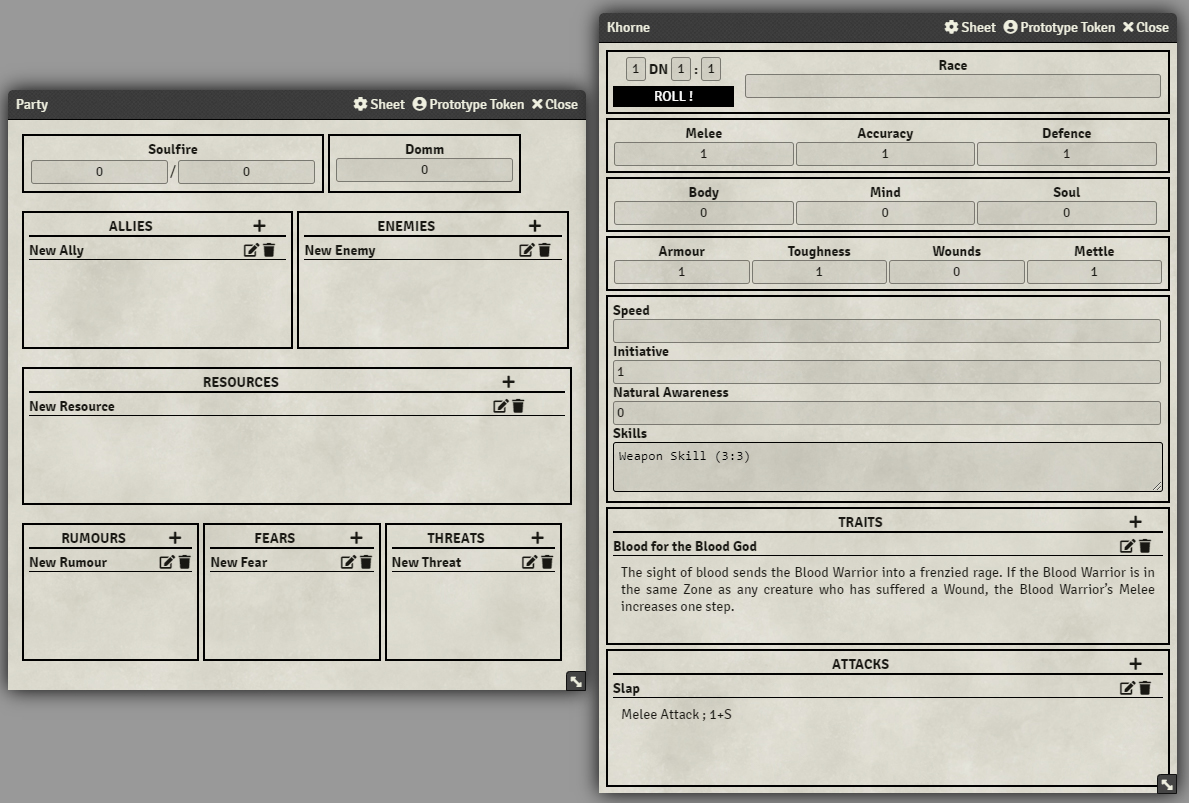 Party
Sheet Prototype Token Close
Soulfire
0 / 0
Domm
0
ALLIES
New Ally
ENEMIES
New Enemy
RESOURCES
New Resource
RUMOURS
New Rumour
FEARS
New Fear
THREATS
New Threat
Khorne
Sheet Prototype Token Close
1 DN 1 : 1
ROLL !
Race
Melee Accuracy Defence
1 1 1
Body Mind Soul
0 0 0
Armour Toughness Wounds Mettle
1 1 0 1
Speed
Initiative
1
Natural Awareness
0
Skills
Weapon Skill (3:3)
TRAITS
Blood for the Blood God
The sight of blood sends the Blood Warrior into a frenzied rage. If the Blood Warrior is in
the same Zone as any creature who has suffered a Wound, the Blood Warrior’s Melee
increases one step.
ATTACKS
Slap
Melee Attack ; 1+S